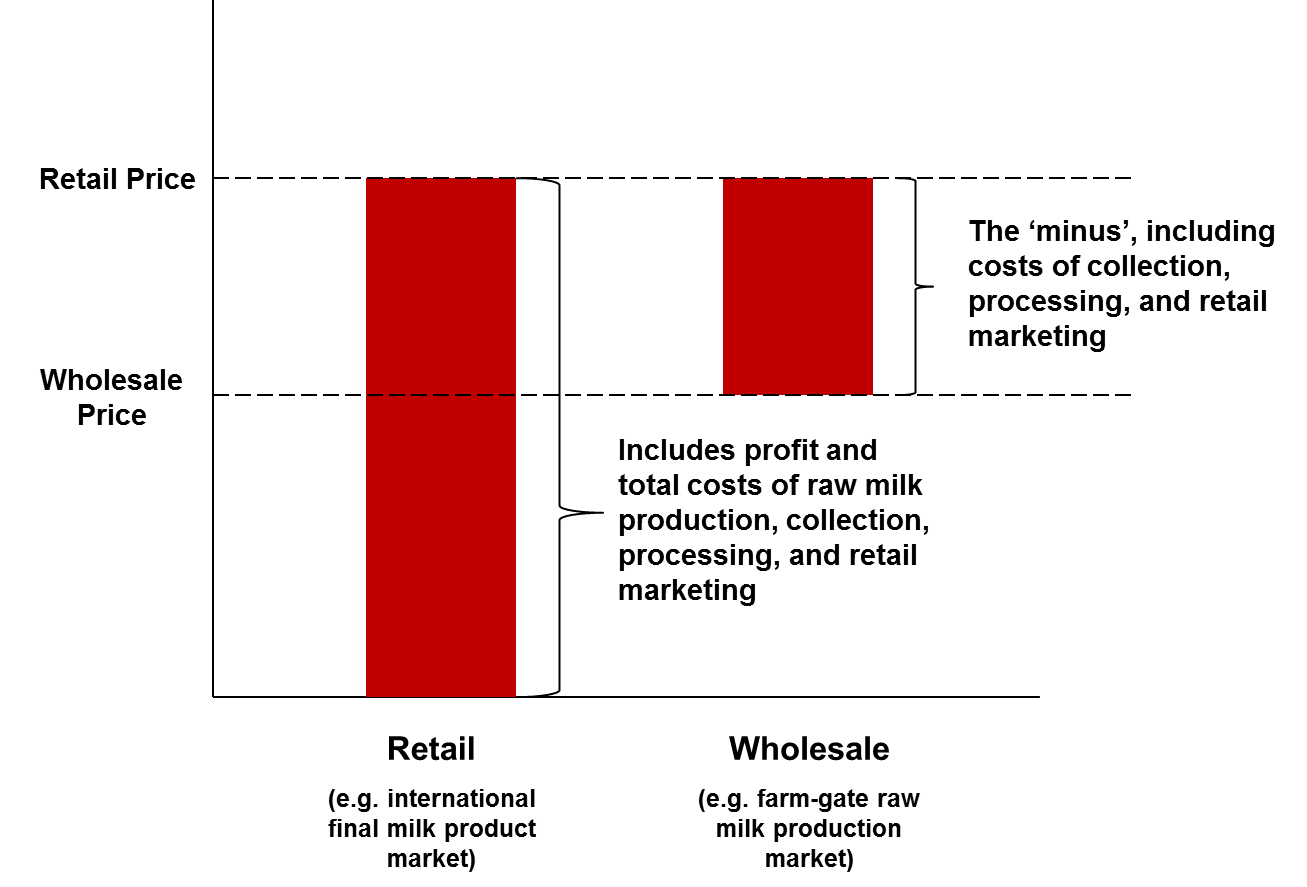 Retail Price
The ‘minus’, including
costs of collection,
processing, and retail
marketing
Wholesale
Price
Includes profit and
total costs of raw milk
production, collection,
processing, and retail
marketing
Retail
(e.g. international
final milk product
market)
Wholesale
(e.g. farm-gate raw
milk production
market)